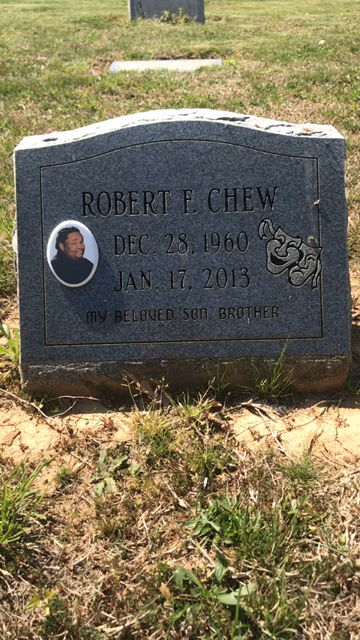 ROBERT F. CHEW
DEC. 28, 1960
JAN. 17, 2013
MY BELOVED SON, BROTHER